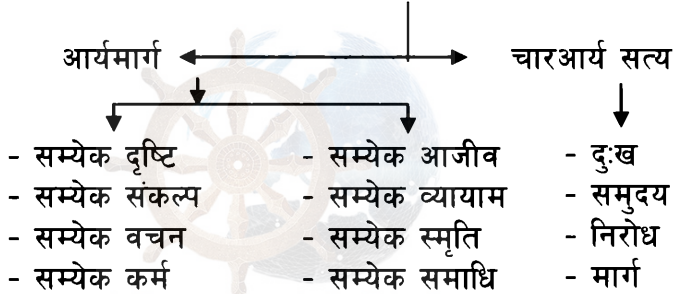 आर्यमार्ग चारआर्य सत्य
- सम्येक दृष्टि - सम्येक आजीव - दुःख
- सम्येक संकल्प - सम्येक व्यायाम - समुदय
- सम्येक वचन - सम्येक स्मृति - निरोध
- सम्येक कर्म - सम्येक समाधि - मार्ग